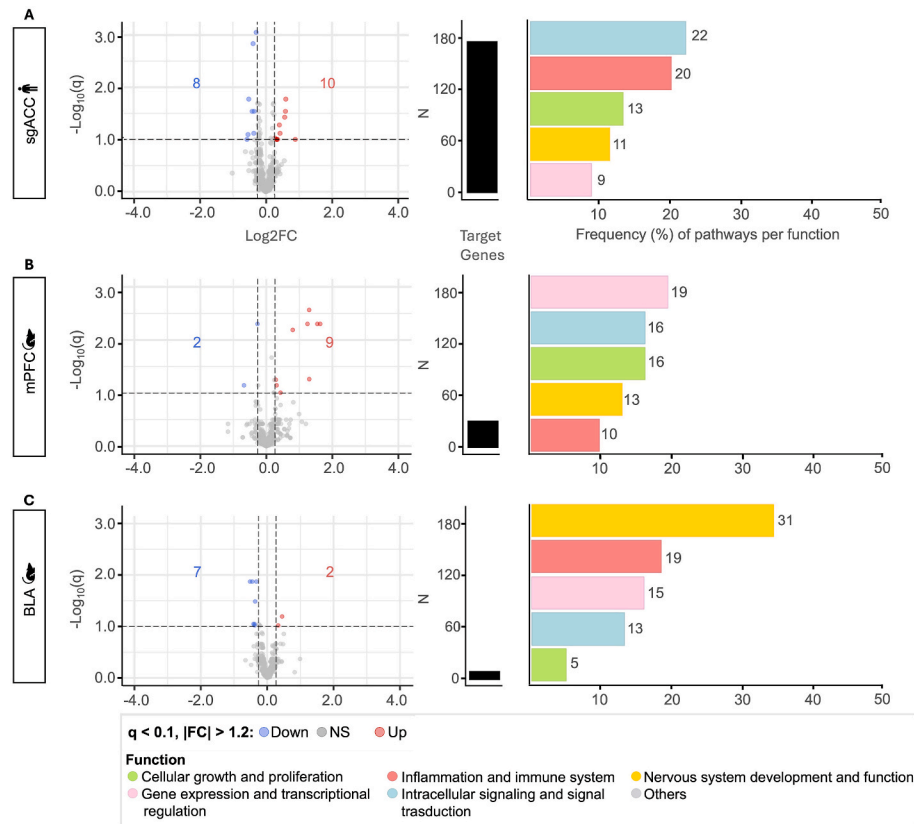 A
sgACC
-Log10(q)
3.0
2.0
1.0
0.0
8
10
-4.0 -2.0 0.0 2.0 4.0
Log2FC
N
180
120
60
0
Target
Genes
22
20
13
11
9
10 20 30 40 50
Frequency (%) of pathways per function
B
mPFC
-Log10(q)
3.0
2.0
1.0
0.0
2
9
-4.0 -2.0 0.0 2.0 4.0
N
180
120
60
0
19
16
16
13
10
10 20 30 40 50
C
BLA
-Log10(q)
3.0
2.0
1.0
0.0
7
2
-4.0 -2.0 0.0 2.0 4.0
N
180
120
60
0
31
19
15
13
5
10 20 30 40 50
q < 0.1, |FC| > 1.2: Down NS Up
Function
Cellular growth and proliferation
Gene expression and transcriptional
regulation
Inflammation and immune system
Intracellular signaling and signal
trasduction
Nervous system development and function
Others